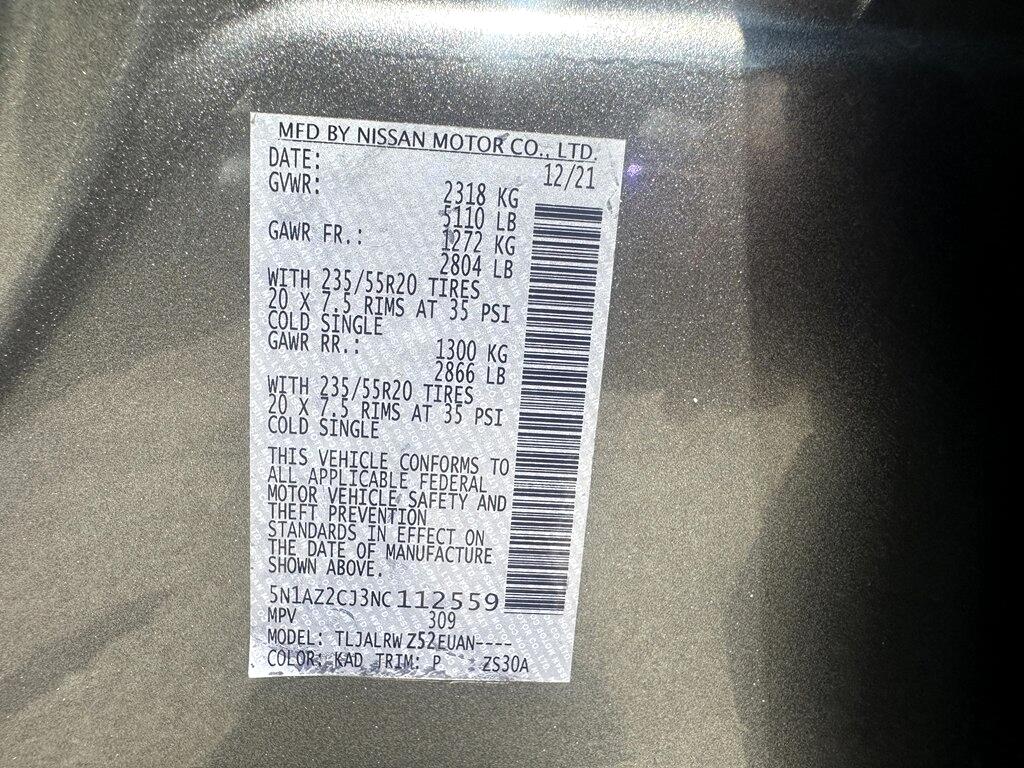 MFD BY NISSAN MOTOR CO., LTD.
DATE: 12/21
GVWR: 2318 KG
5110 LB
GAWR FR.: 1272 KG
2804 LB
WITH 235/55R20 TIRES
20 X 7.5 RIMS AT 35 PSI
COLD SINGLE
GAWR RR.: 1300 KG
2866 LB
WITH 235/55R20 TIRES
20 X 7.5 RIMS AT 35 PSI
COLD SINGLE
THIS VEHICLE CONFORMS TO
ALL APPLICABLE FEDERAL
MOTOR VEHICLE SAFETY AND
THEFT PREVENTION
STANDARDS IN EFFECT ON
THE DATE OF MANUFACTURE
SHOWN ABOVE.
5N1AZ2CJ3NC112559
MPV 309
MODEL: TLJALRWZ52EUAN----
COLOR: KAD TRIM: P ZS30A